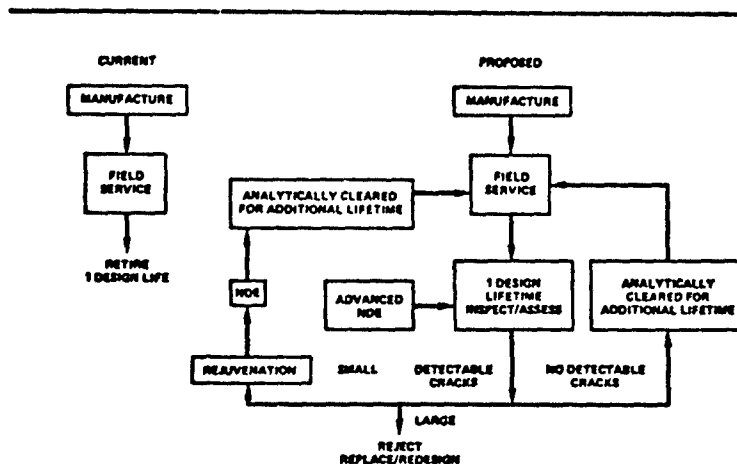 CURRENT
MANUFACTURE
FIELD
SERVICE
RETIRE
1 DESIGN LIFE
PROPOSED
MANUFACTURE
FIELD
SERVICE
ANALYTICALLY CLEARED
FOR ADDITIONAL LIFETIME
NDE
ADVANCED
NDE
1 DESIGN
LIFETIME
INSPECT/ASSESS
ANALYTICALLY
CLEARED FOR
ADDITIONAL LIFETIME
REJUVENATION
SMALL
DETECTABLE
CRACKS
NO DETECTABLE
CRACKS
LARGE
REJECT
REPLACE/REDESIGN